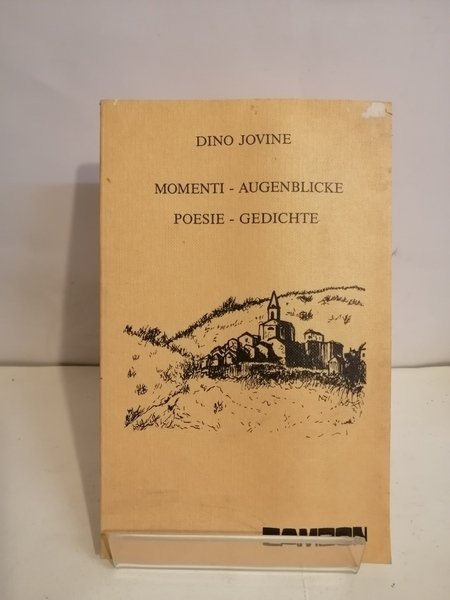 DINO JOVINE
MOMENTI - AUGENBLICKE
POESIE - GEDICHTE